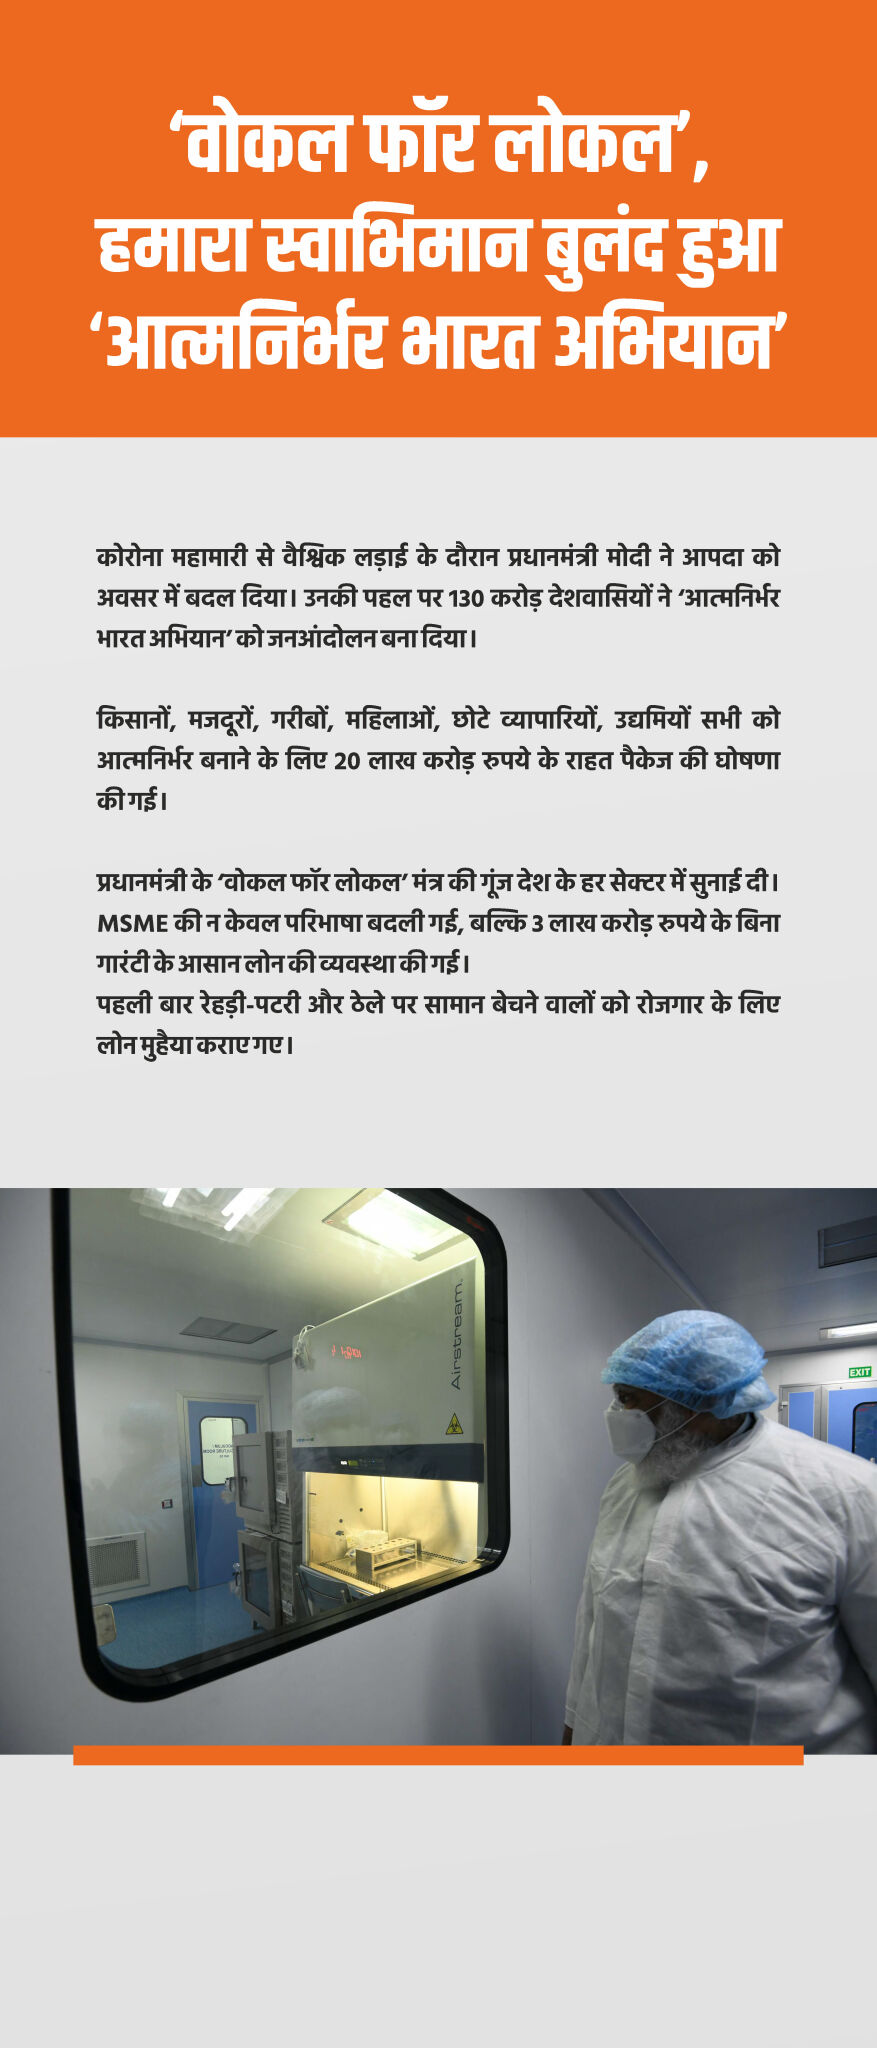 ‘वोकल फॉर लोकल’,
हमारा स्वाभिमान बुलंद हुआ
‘आत्मनिर्भर भारत अभियान’
कोरोना महामारी से वैश्विक लड़ाई के दौरान प्रधानमंत्री मोदी ने आपदा को
अवसर में बदल दिया। उनकी पहल पर 130 करोड़ देशवासियों ने ‘आत्मनिर्भर
भारत अभियान’ को जनआंदोलन बना दिया।
किसानों, मजदूरों, गरीबों, महिलाओं, छोटे व्यापारियों, उद्यमियों सभी को
आत्मनिर्भर बनाने के लिए 20 लाख करोड़ रुपये के राहत पैकेज की घोषणा
की गई।
प्रधानमंत्री के ‘वोकल फॉर लोकल’ मंत्र की गूंज देश के हर सेक्टर में सुनाई दी।
MSME की न केवल परिभाषा बदली गई, बल्कि 3 लाख करोड़ रुपये के बिना
गारंटी के आसान लोन की व्यवस्था की गई।
पहली बार रेहड़ी-पटरी और ठेले पर सामान बेचने वालों को रोजगार के लिए
लोन मुहैया कराए गए।
Airstream
EXIT